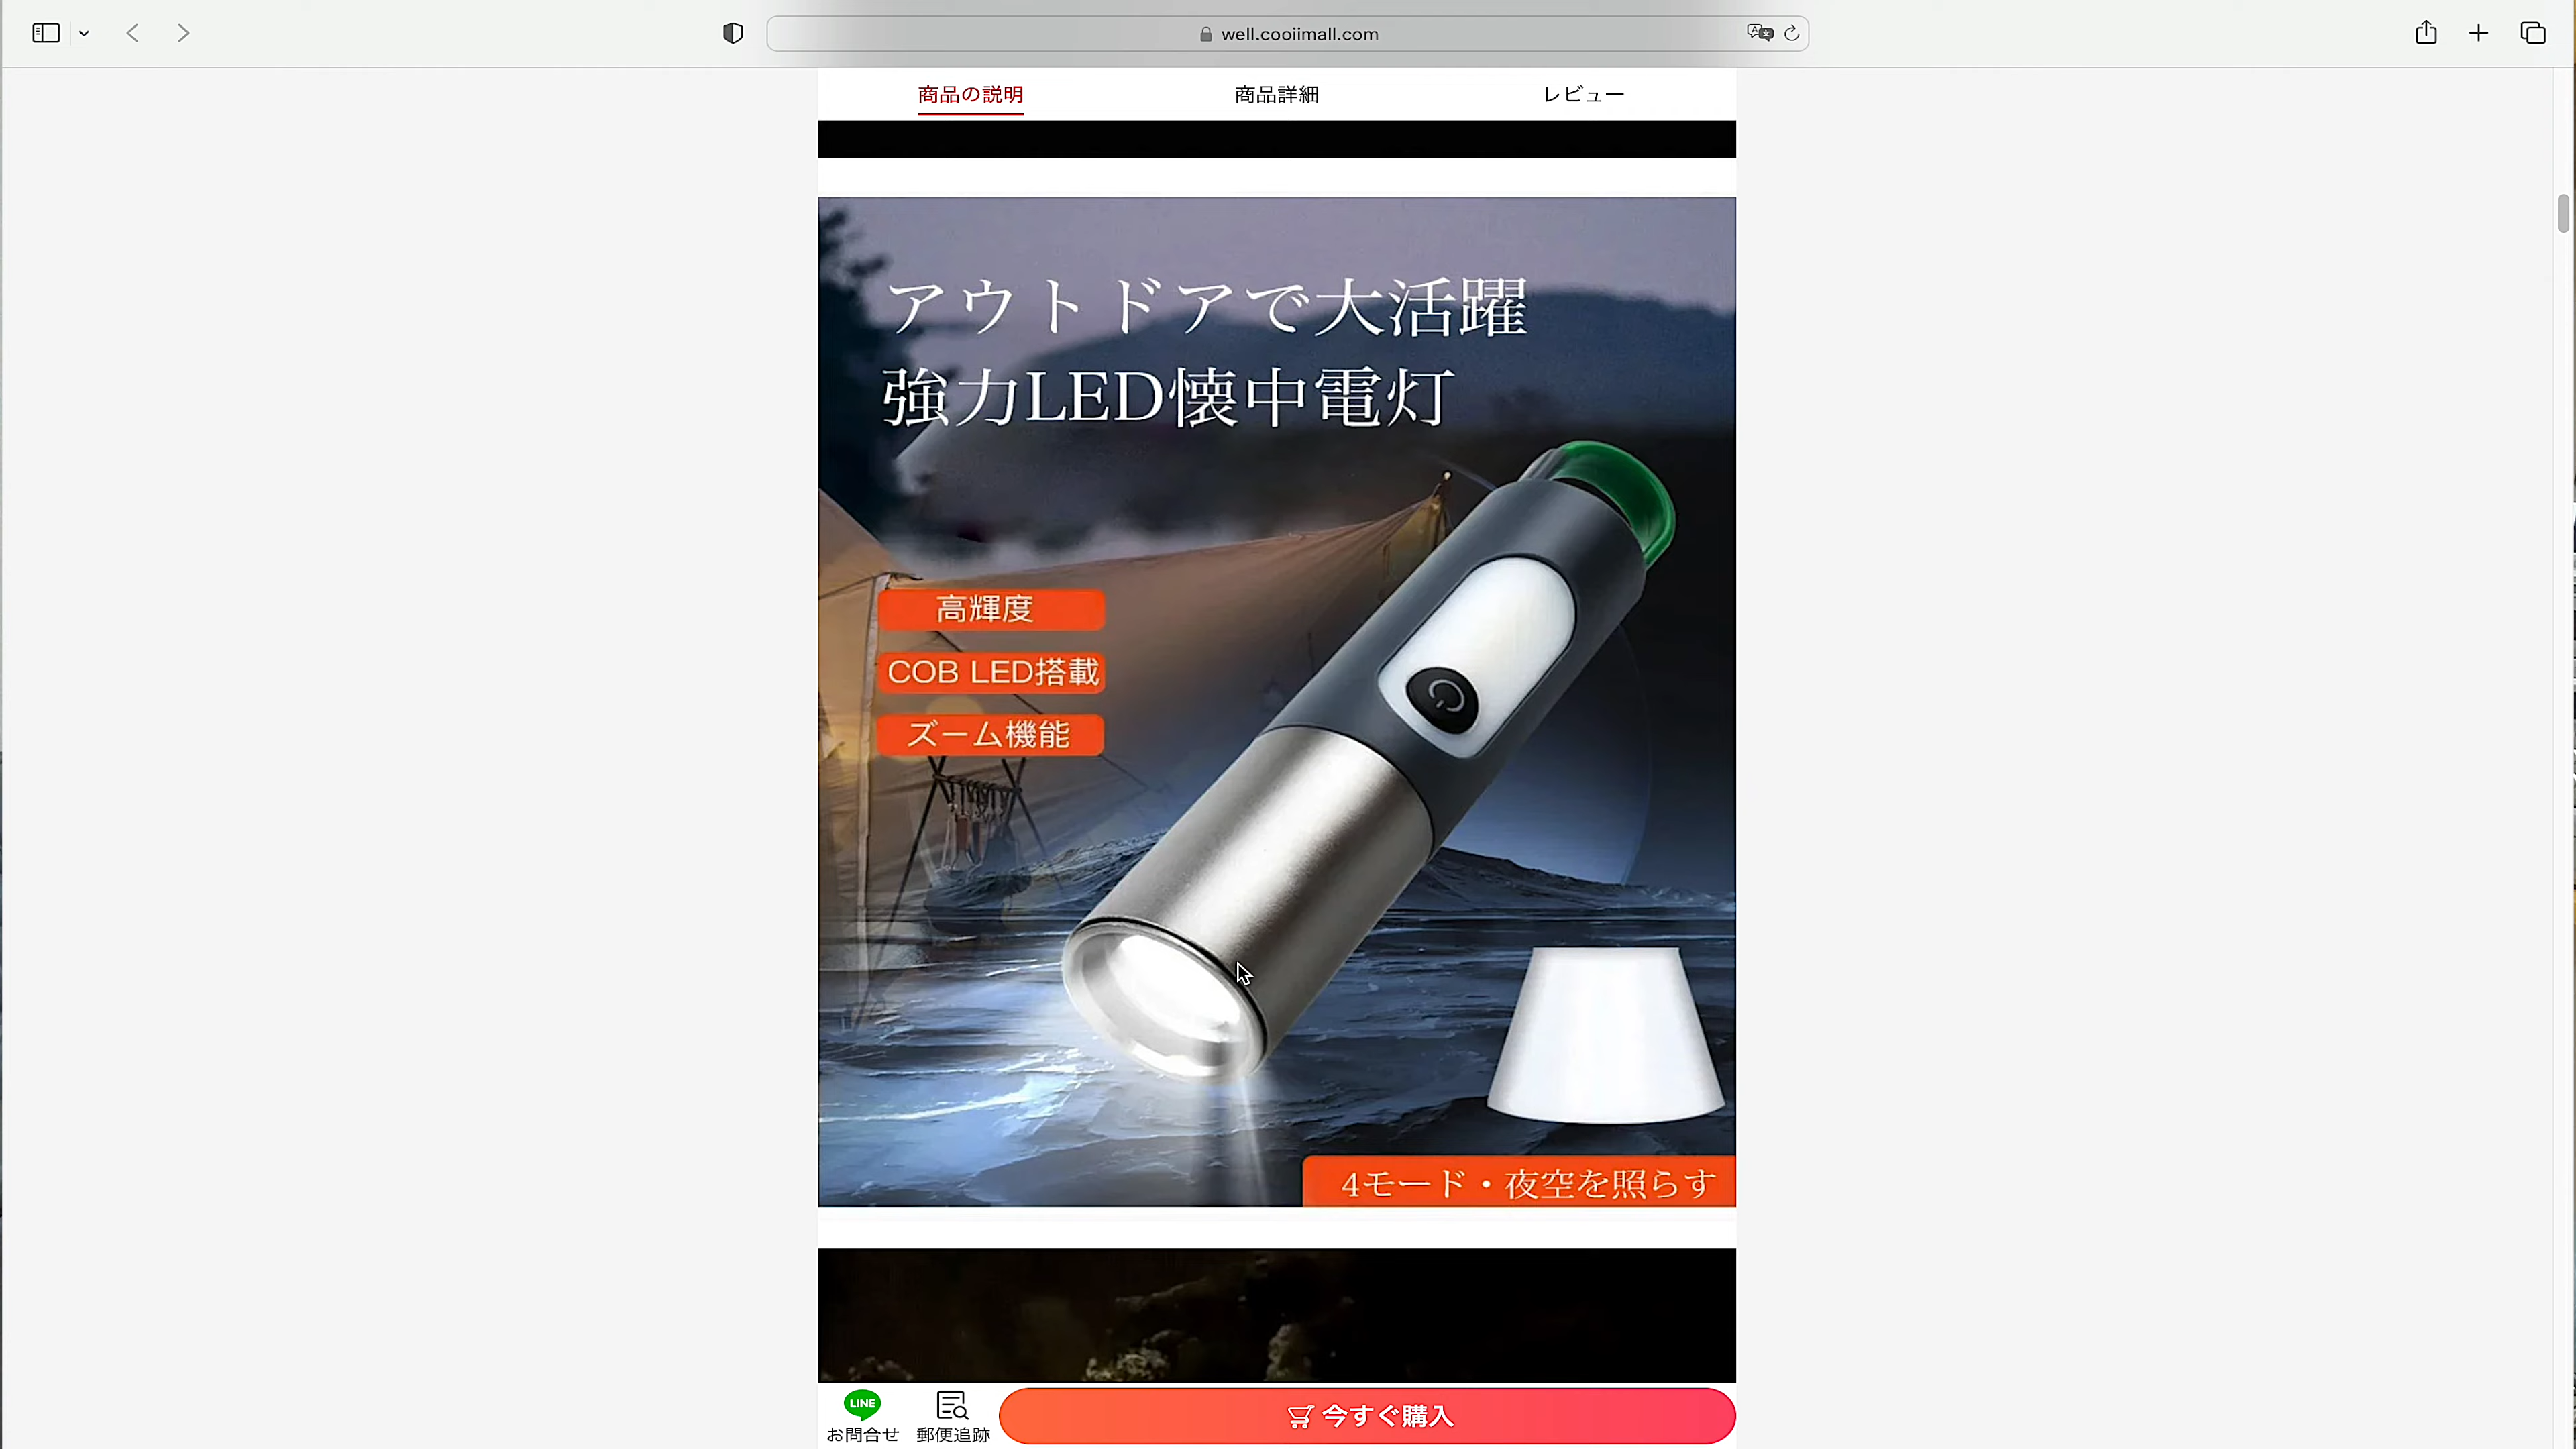 well.cooiimall.com
商品の説明
商品詳細
レビュー
アウトドアで大活躍
強力LED懐中電灯
高輝度
COB LED搭載
ズーム機能
4モード・夜空を照らす
LINE
お問合せ
郵便追跡
今すぐ購入